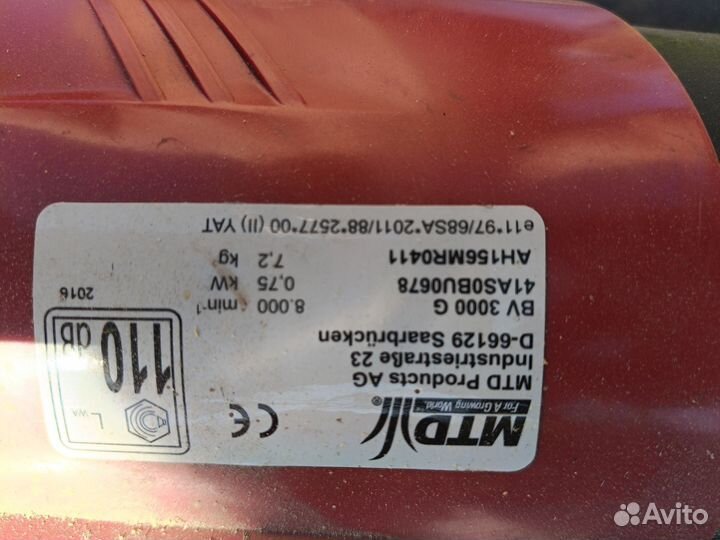 MTD®
For A Growing World.™
CE
LWA
110 dB
MTD Products AG
Industriestraße 23
D-66129 Saarbrücken
BV 3000 G 8.000 min⁻¹ 2016
41AS0BU0678 0,75 kW
AH156MR0411 7,2 kg
e11*97/68SA*2011/88*2577*00 (II) YAT
Avito